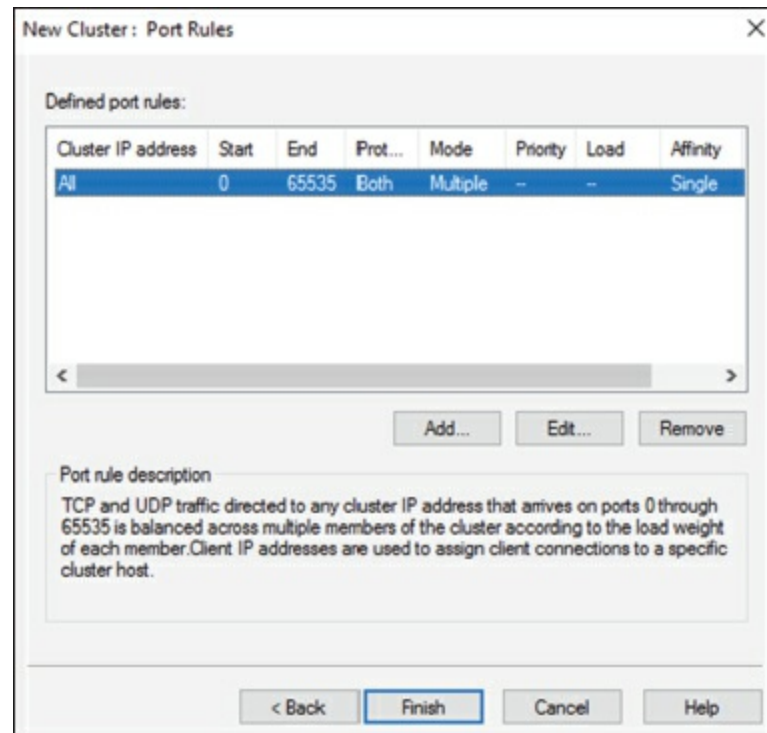 New Cluster : Port Rules
Defined port rules:
Cluster IP address Start End Prot... Mode Priority Load Affinity
All 0 65535 Both Multiple -- -- Single
Add... Edit... Remove
Port rule description
TCP and UDP traffic directed to any cluster IP address that arrives on ports 0 through
65535 is balanced across multiple members of the cluster according to the load weight
of each member.Client IP addresses are used to assign client connections to a specific
cluster host.
< Back Finish Cancel Help